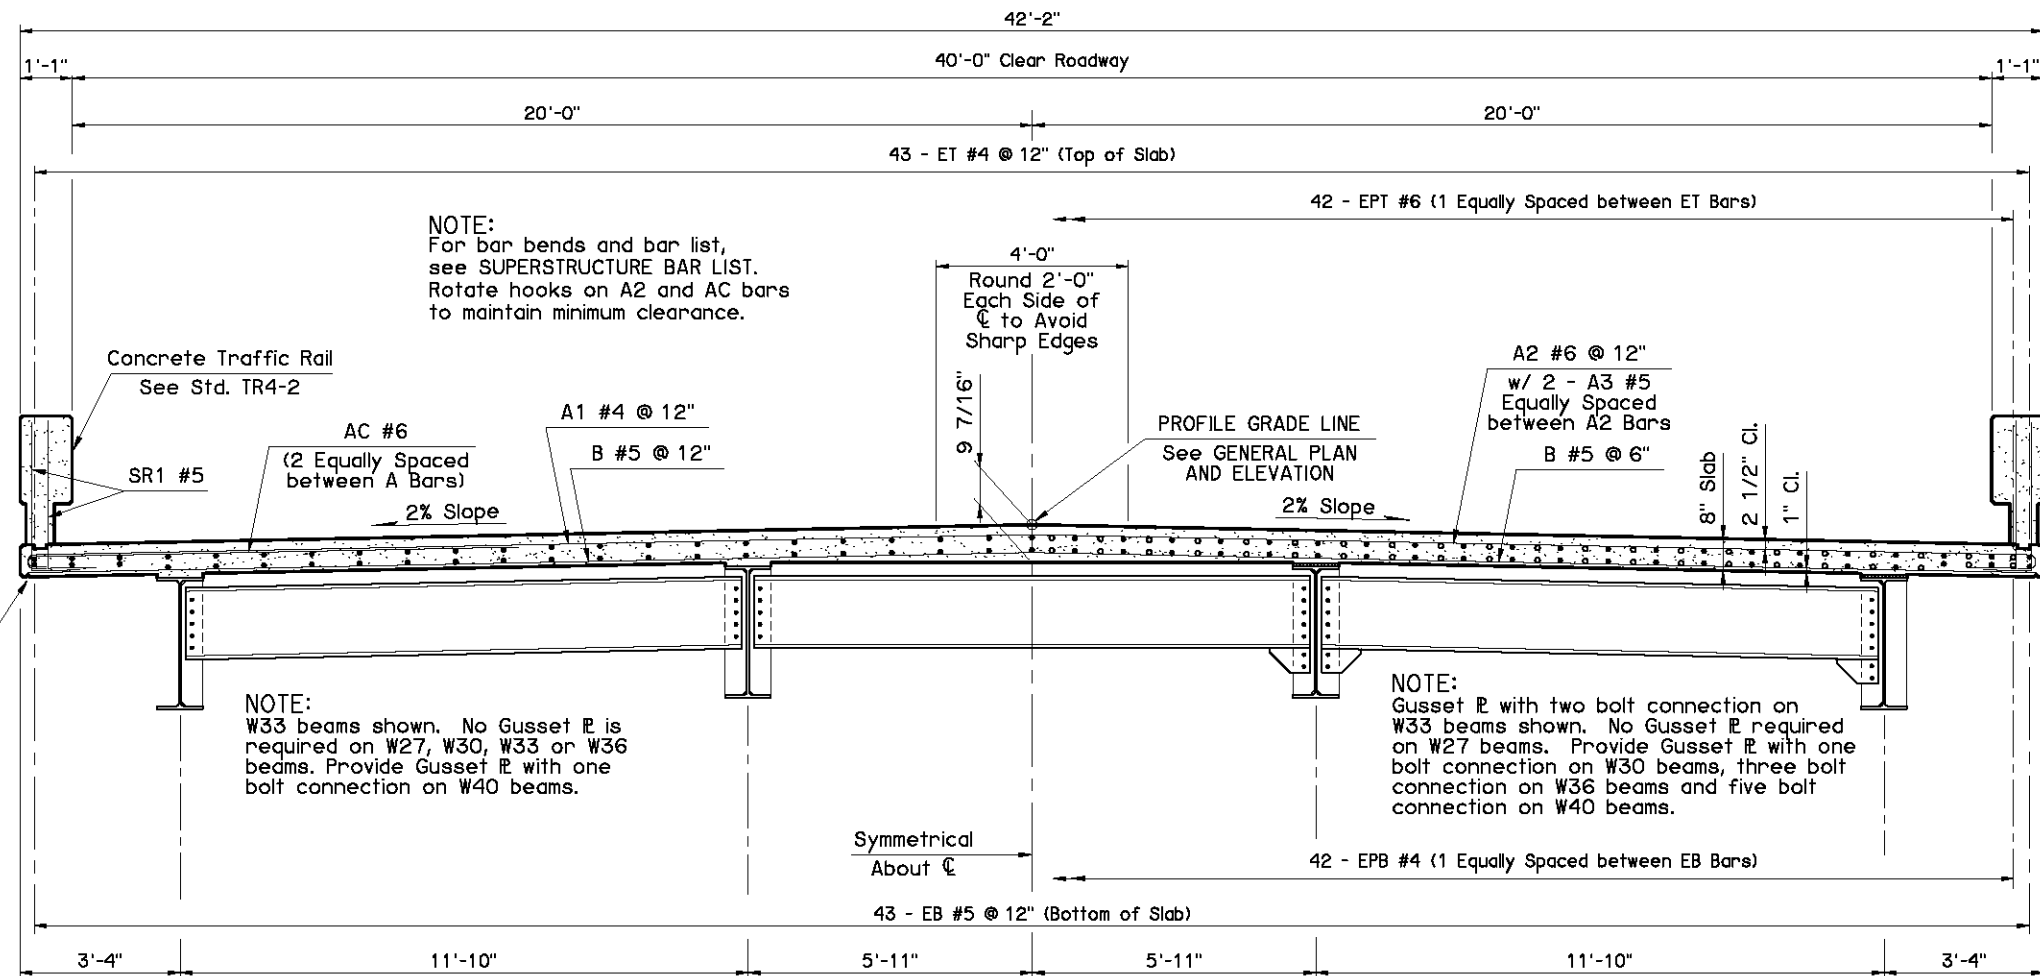 42'-2"
1'-1"
40'-0" Clear Roadway
1'-1"
20'-0"
20'-0"
43 - ET #4 @ 12" (Top of Slab)
42 - EPT #6 (1 Equally Spaced between ET Bars)
NOTE:
For bar bends and bar list,
see SUPERSTRUCTURE BAR LIST.
Rotate hooks on A2 and AC bars
to maintain minimum clearance.
4'-0"
Round 2'-0"
Each Side of
℄ to Avoid
Sharp Edges
Concrete Traffic Rail
See Std. TR4-2
AC #6
(2 Equally Spaced
between A Bars)
SR1 #5
A1 #4 @ 12"
B #5 @ 12"
9 7/16"
PROFILE GRADE LINE
See GENERAL PLAN
AND ELEVATION
A2 #6 @ 12"
w/ 2 - A3 #5
Equally Spaced
between A2 Bars
B #5 @ 6"
8" Slab
2 1/2" Cl.
1" Cl.
2% Slope
2% Slope
NOTE:
W33 beams shown. No Gusset ⅊ is
required on W27, W30, W33 or W36
beams. Provide Gusset ⅊ with one
bolt connection on W40 beams.
NOTE:
Gusset ⅊ with two bolt connection on
W33 beams shown. No Gusset ⅊ required
on W27 beams. Provide Gusset ⅊ with one
bolt connection on W30 beams, three bolt
connection on W36 beams and five bolt
connection on W40 beams.
Symmetrical
About ℄
42 - EPB #4 (1 Equally Spaced between EB Bars)
43 - EB #5 @ 12" (Bottom of Slab)
3'-4"
11'-10"
5'-11"
5'-11"
11'-10"
3'-4"